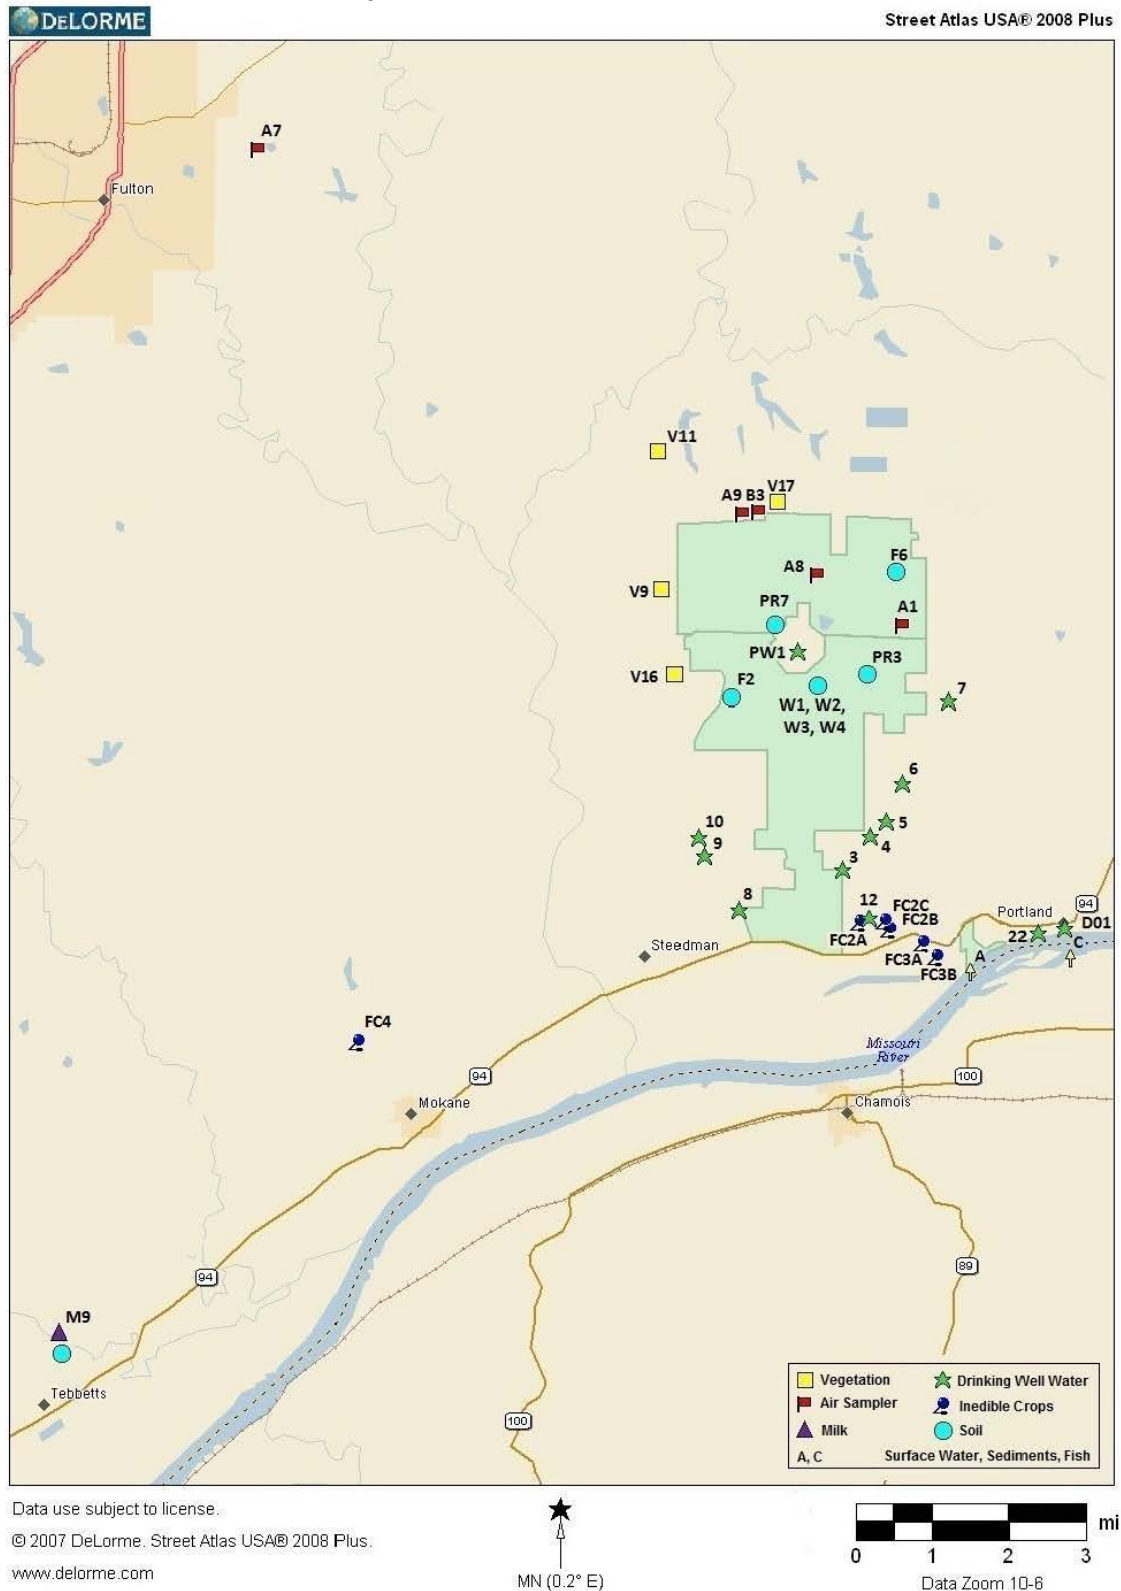 DELORME
Street Atlas USA® 2008 Plus
A7
Fulton
V11
A9 B3 V17
A8
F6
V9
PR7
A1
PW1
PR3
V16
F2
W1, W2,
W3, W4
7
6
10
5
9
4
3
8
12
FC2C
FC2B
FC2A
Portland
94
D01
22
C
Steedman
FC3A
FC3B
A
FC4
Missouri
River
94
100
Mokane
Chamois
94
89
M9
Tebbetts
100
Vegetation
Drinking Well Water
Air Sampler
Inedible Crops
Milk
Soil
A, C
Surface Water, Sediments, Fish
Data use subject to license.
© 2007 DeLorme. Street Atlas USA® 2008 Plus.
www.delorme.com
MN (0.2° E)
mi
0 1 2 3
Data Zoom 10-6